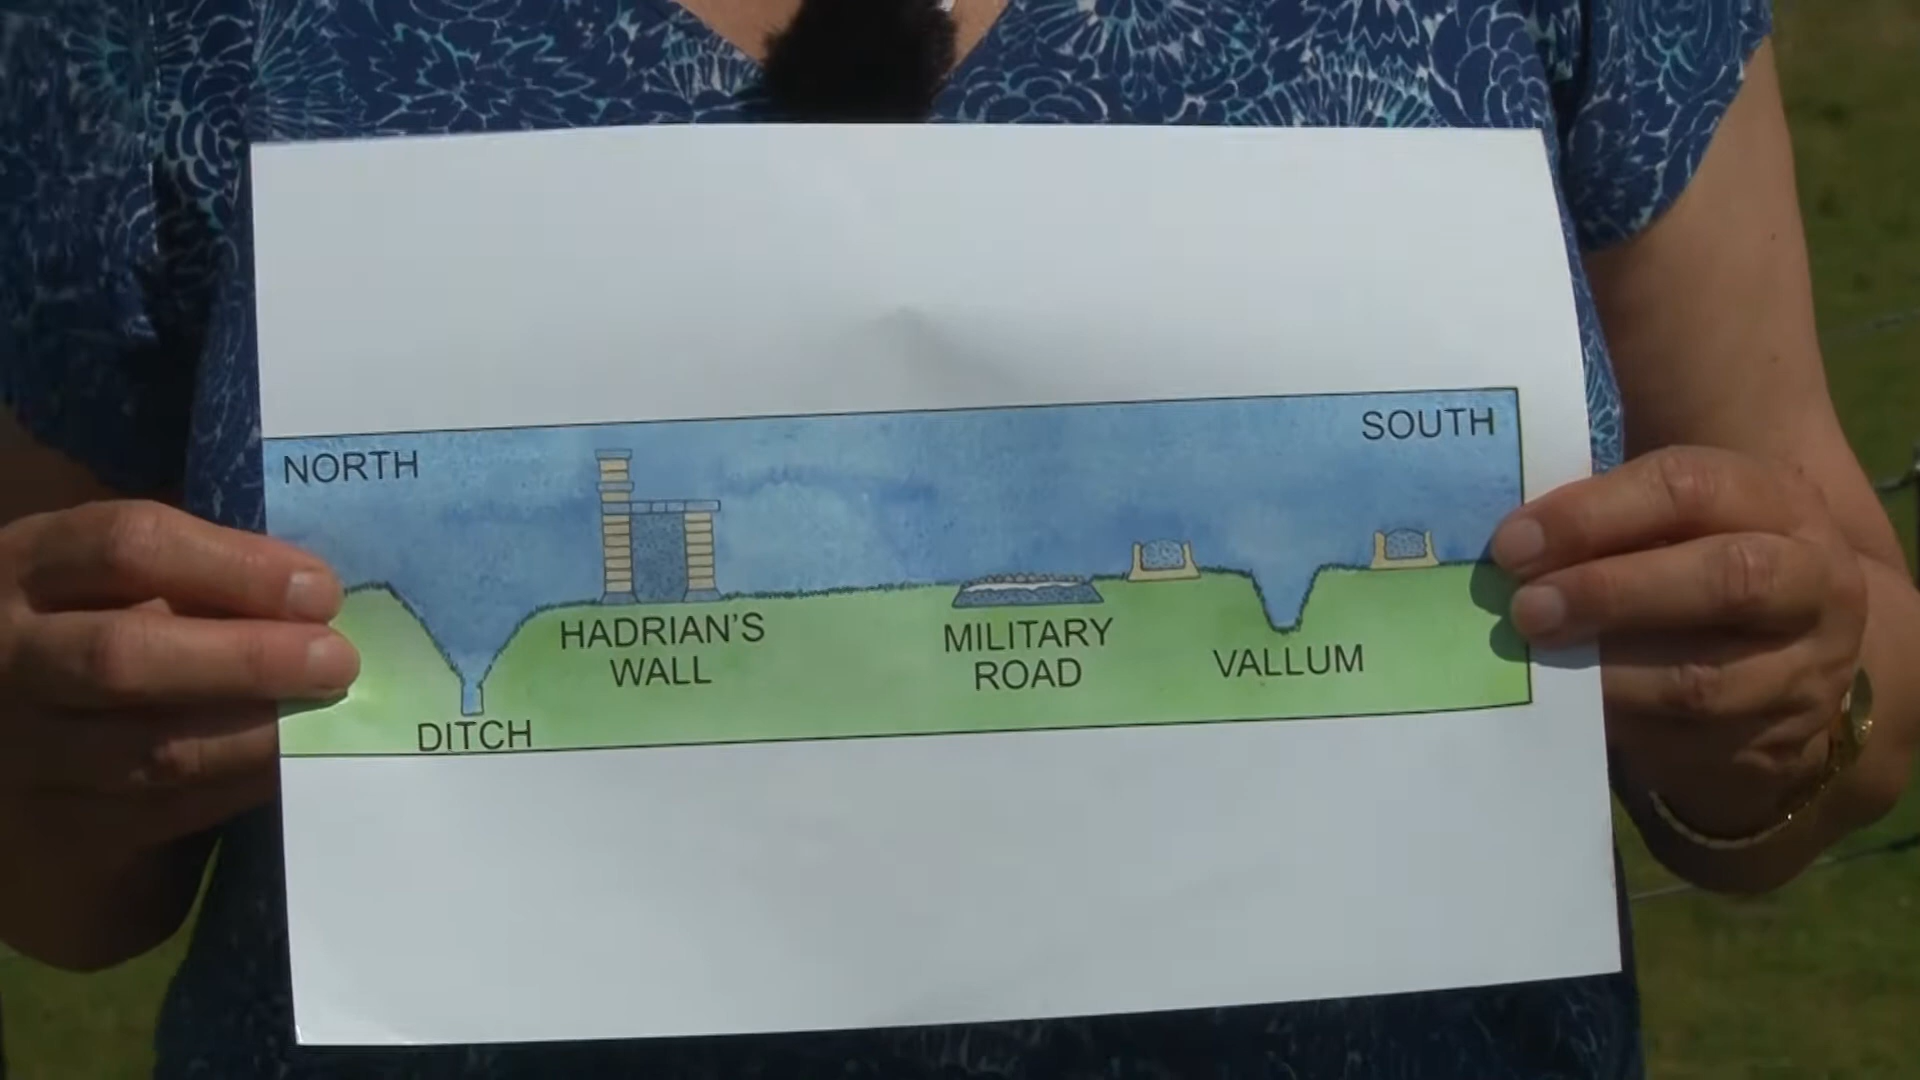 NORTH
SOUTH
HADRIAN'S
WALL
MILITARY
ROAD
VALLUM
DITCH